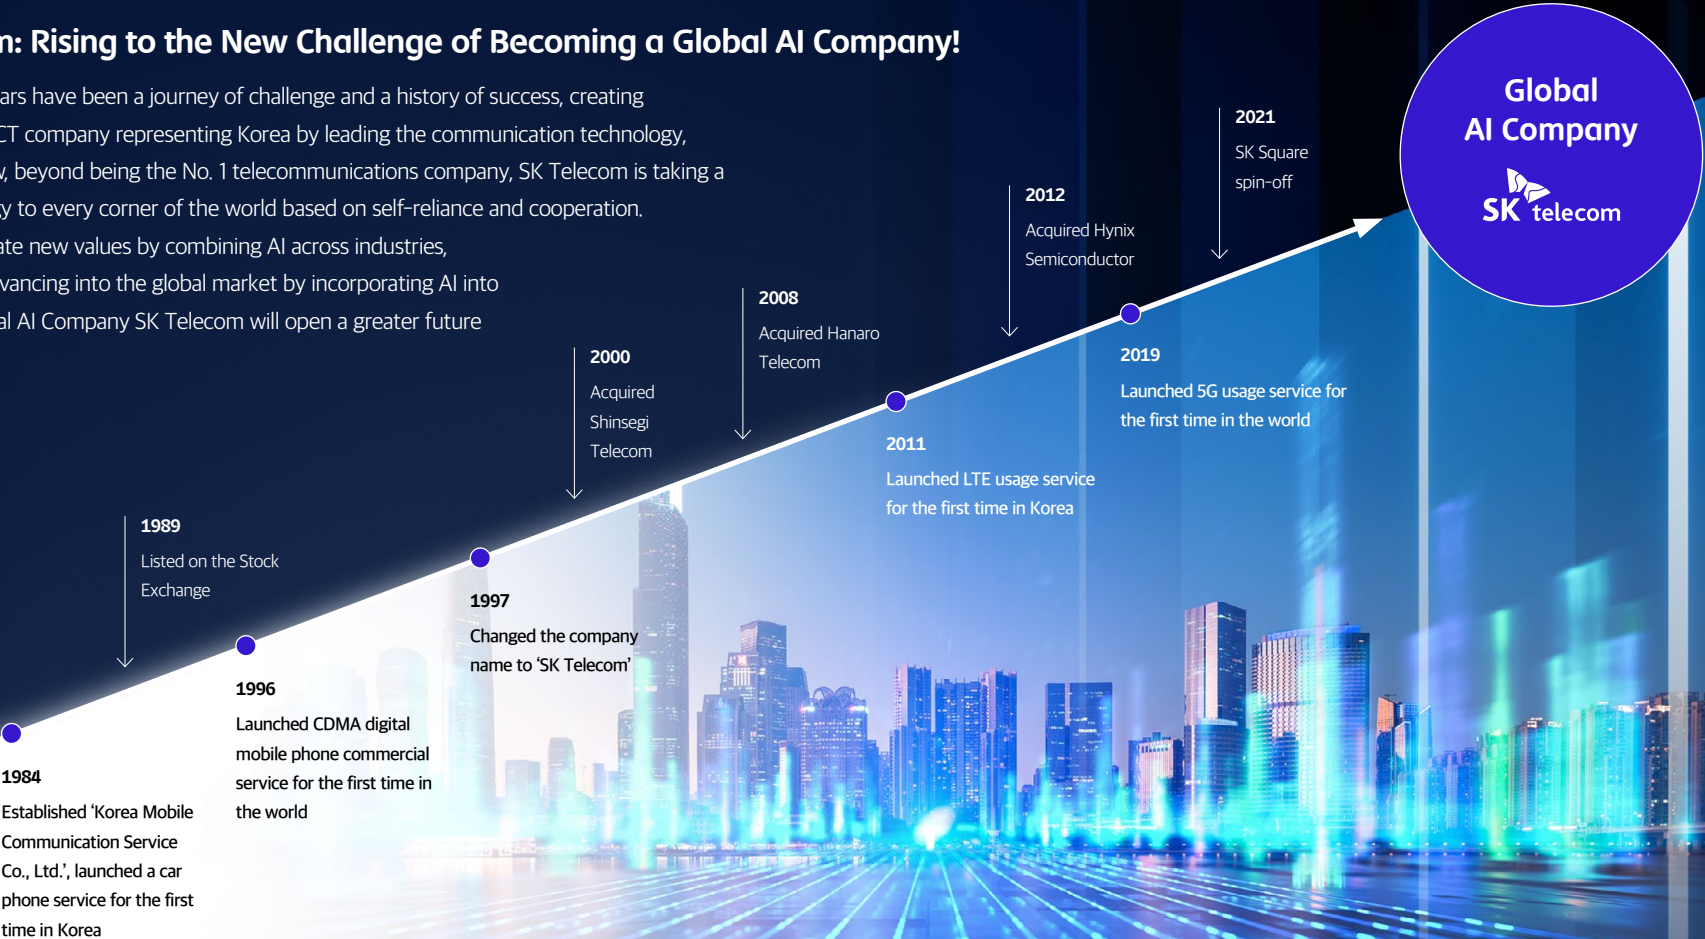 m: Rising to the New Challenge of Becoming a Global AI Company!
ars have been a journey of challenge and a history of success, creating
CT company representing Korea by leading the communication technology,
w, beyond being the No. 1 telecommunications company, SK Telecom is taking a
gy to every corner of the world based on self-reliance and cooperation.
ate new values by combining AI across industries,
vancing into the global market by incorporating AI into
al AI Company SK Telecom will open a greater future
Global
AI Company
SK telecom
2021
SK Square
spin-off
2012
Acquired Hynix
Semiconductor
2008
Acquired Hanaro
Telecom
2000
Acquired
Shinsegi
Telecom
1989
Listed on the Stock
Exchange
2019
Launched 5G usage service for
the first time in the world
2011
Launched LTE usage service
for the first time in Korea
1997
Changed the company
name to ‘SK Telecom’
1996
Launched CDMA digital
mobile phone commercial
service for the first time in
the world
1984
Established ‘Korea Mobile
Communication Service
Co., Ltd.’, launched a car
phone service for the first
time in Korea